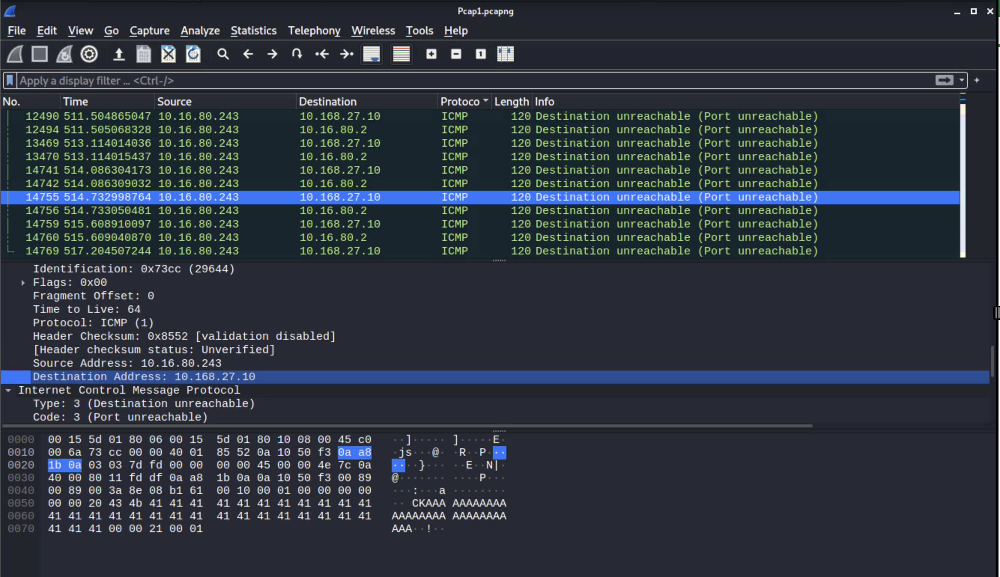 Pcap1.pcapng
File Edit View Go Capture Analyze Statistics Telephony Wireless Tools Help
Apply a display filter … <Ctrl-/>
No. Time Source Destination Protoco Length Info
12490 511.504865047 10.16.80.243 10.168.27.10 ICMP 120 Destination unreachable (Port unreachable)
12494 511.505068328 10.16.80.243 10.16.80.2 ICMP 120 Destination unreachable (Port unreachable)
13469 513.114014036 10.16.80.243 10.168.27.10 ICMP 120 Destination unreachable (Port unreachable)
13470 513.114015437 10.16.80.243 10.16.80.2 ICMP 120 Destination unreachable (Port unreachable)
14741 514.086304173 10.16.80.243 10.168.27.10 ICMP 120 Destination unreachable (Port unreachable)
14742 514.086309032 10.16.80.243 10.16.80.2 ICMP 120 Destination unreachable (Port unreachable)
14755 514.732998764 10.16.80.243 10.168.27.10 ICMP 120 Destination unreachable (Port unreachable)
14756 514.733050481 10.16.80.243 10.16.80.2 ICMP 120 Destination unreachable (Port unreachable)
14759 515.608910097 10.16.80.243 10.168.27.10 ICMP 120 Destination unreachable (Port unreachable)
14760 515.609040870 10.16.80.243 10.16.80.2 ICMP 120 Destination unreachable (Port unreachable)
14769 517.204507244 10.16.80.243 10.168.27.10 ICMP 120 Destination unreachable (Port unreachable)
Identification: 0x73cc (29644)
Flags: 0x00
Fragment Offset: 0
Time to Live: 64
Protocol: ICMP (1)
Header Checksum: 0x8552 [validation disabled]
[Header checksum status: Unverified]
Source Address: 10.16.80.243
Destination Address: 10.168.27.10
Internet Control Message Protocol
Type: 3 (Destination unreachable)
Code: 3 (Port unreachable)
0000 00 15 5d 01 80 06 00 15 5d 01 80 10 08 00 45 c0 ··]····· ]·····E·
0010 00 6a 73 cc 00 00 40 01 85 52 0a 10 50 f3 0a a8 ·js···@· ·R··P···
0020 1b 0a 03 03 7d fd 00 00 00 00 45 00 00 4e 7c 0a ····}··· ··E··N|·
0030 40 00 80 11 fd df 0a a8 1b 0a 0a 10 50 f3 00 89 @······· ····P···
0040 00 89 00 3a 8e 08 b1 61 00 10 00 01 00 00 00 00 ···:···a ········
0050 00 00 20 43 4b 41 41 41 41 41 41 41 41 41 41 41 ·· CKAAA AAAAAAAA
0060 41 41 41 41 41 41 41 41 41 41 41 41 41 41 41 41 AAAAAAAA AAAAAAAA
0070 41 41 41 00 00 21 00 01 AAA··!··